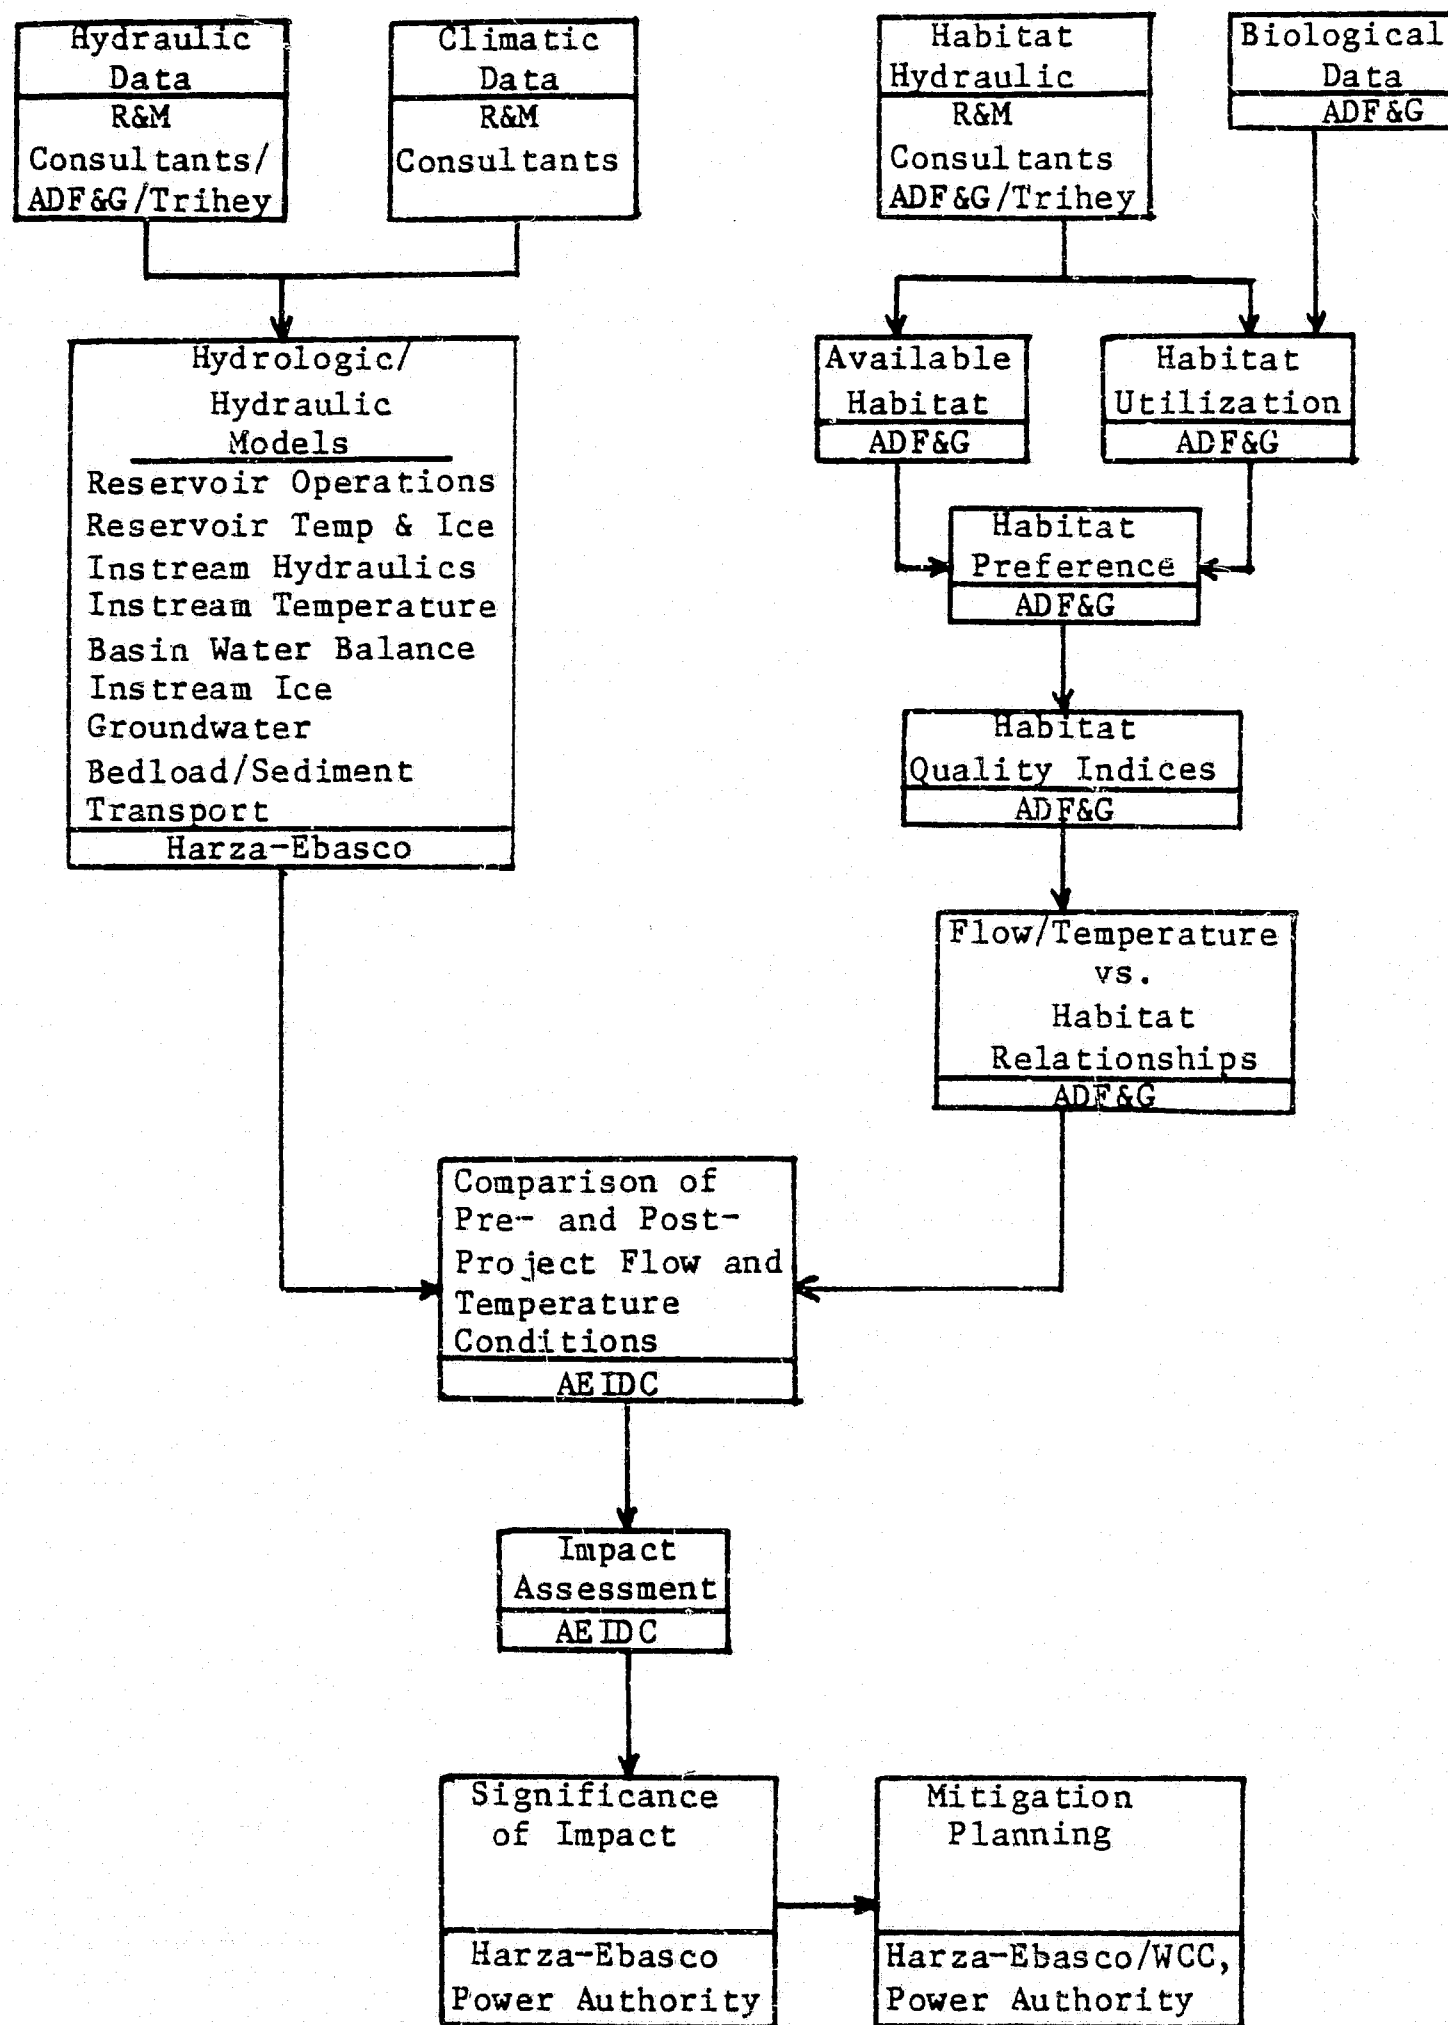 Hydraulic
Data
R&M
Consultants/
ADF&G/Trihey
Climatic
Data
R&M
Consultants
Habitat
Hydraulic
R&M
Consultants
ADF&G/Trihey
Biological
Data
ADF&G
Hydrologic/
Hydraulic
Models
Reservoir Operations
Reservoir Temp & Ice
Instream Hydraulics
Instream Temperature
Basin Water Balance
Instream Ice
Groundwater
Bedload/Sediment
Transport
Harza-Ebasco
Available
Habitat
ADF&G
Habitat
Utilization
ADF&G
Habitat
Preference
ADF&G
Habitat
Quality Indices
ADF&G
Flow/Temperature
vs.
Habitat
Relationships
ADF&G
Comparison of
Pre- and Post-
Project Flow and
Temperature
Conditions
AEIDC
Impact
Assessment
AEIDC
Significance
of Impact
Harza-Ebasco
Power Authority
Mitigation
Planning
Harza-Ebasco/WCC,
Power Authority